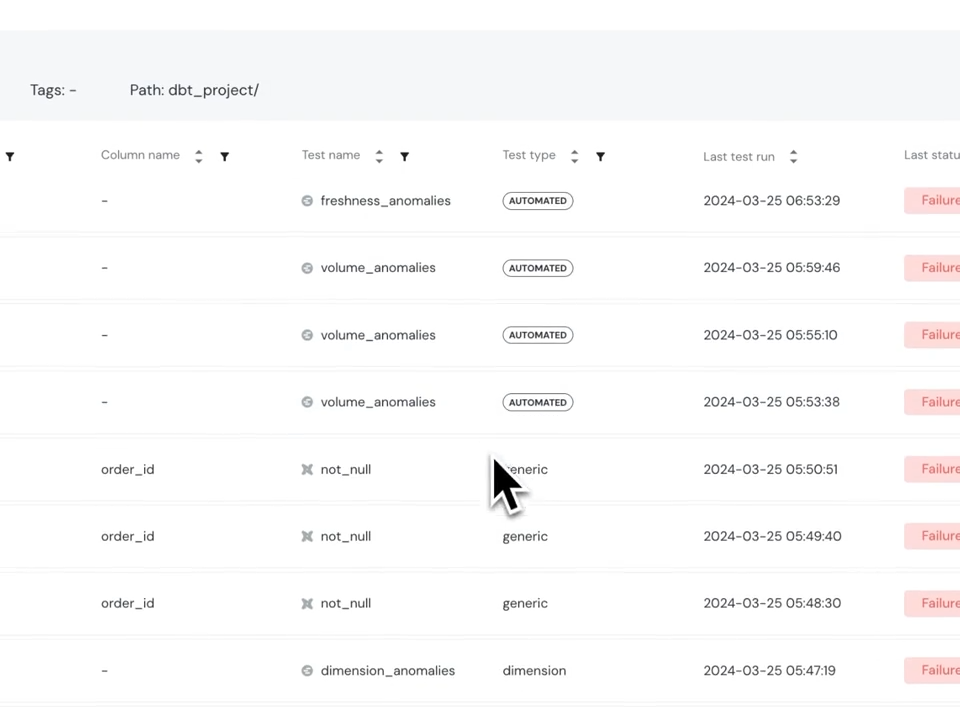 Tags: - Path: dbt_project/
Column name Test name Test type Last test run Last statu
- freshness_anomalies AUTOMATED 2024-03-25 06:53:29 Failure
- volume_anomalies AUTOMATED 2024-03-25 05:59:46 Failure
- volume_anomalies AUTOMATED 2024-03-25 05:55:10 Failure
- volume_anomalies AUTOMATED 2024-03-25 05:53:38 Failure
order_id not_null generic 2024-03-25 05:50:51 Failure
order_id not_null generic 2024-03-25 05:49:40 Failure
order_id not_null generic 2024-03-25 05:48:30 Failure
- dimension_anomalies dimension 2024-03-25 05:47:19 Failure